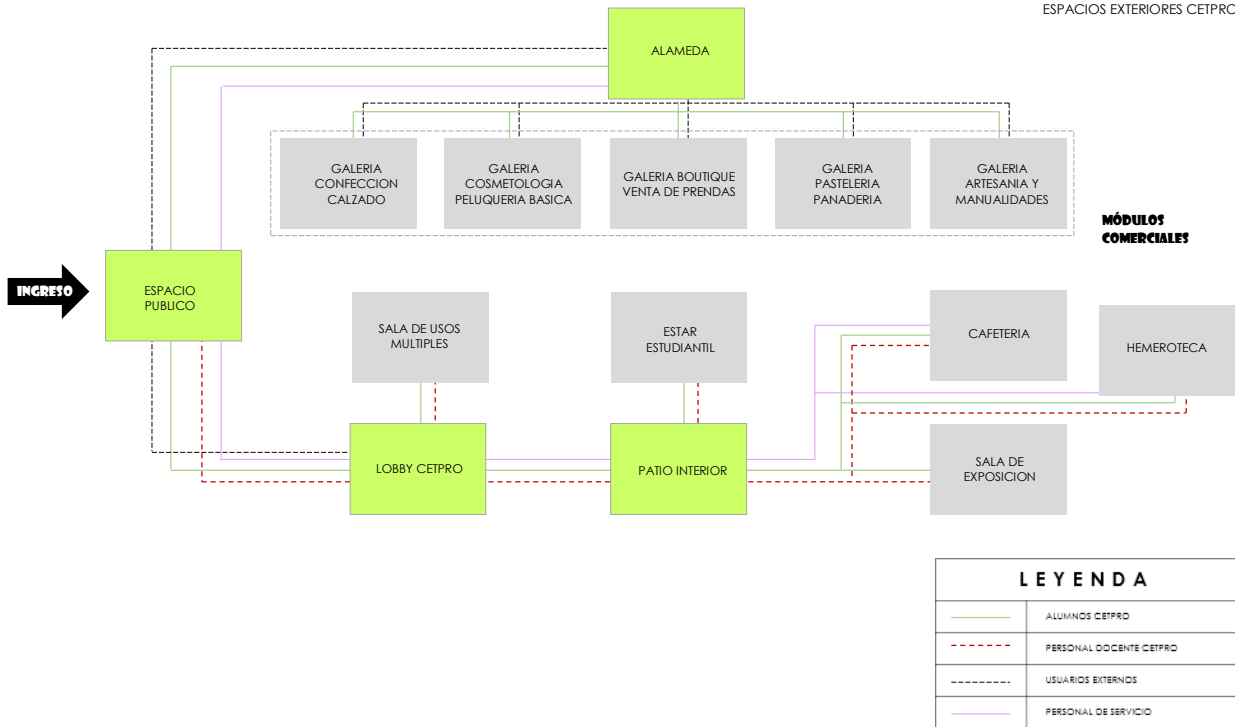 ESPACIOS EXTERIORES CETPRO
ALAMEDA
GALERIA
CONFECCION
CALZADO
GALERIA
COSMETOLOGIA
PELUQUERIA BASICA
GALERIA BOUTIQUE
VENTA DE PRENDAS
GALERIA
PASTELERIA
PANADERIA
GALERIA
ARTESANIA Y
MANUALIDADES
MÓDULOS
COMERCIALES
INGRESO
ESPACIO
PUBLICO
SALA DE USOS
MULTIPLES
ESTAR
ESTUDIANTIL
CAFETERIA
HEMEROTECA
LOBBY CETPRO
PATIO INTERIOR
SALA DE
EXPOSICION
LEYENDA
ALUMNOS CETPRO
PERSONAL DOCENTE CETPRO
USUARIOS EXTERNOS
PERSONAL DE SERVICIO